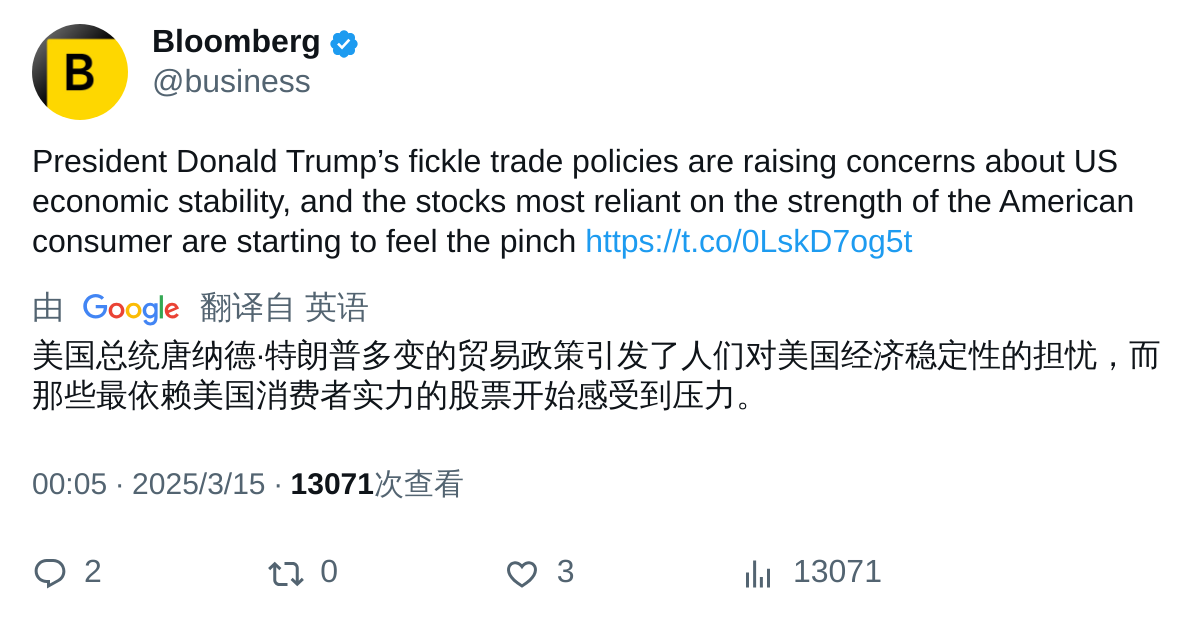 B
Bloomberg
@business
President Donald Trump’s fickle trade policies are raising concerns about US
economic stability, and the stocks most reliant on the strength of the American
consumer are starting to feel the pinch https://t.co/0LskD7og5t
由 Google 翻译自 英语
美国总统唐纳德·特朗普多变的贸易政策引发了人们对美国经济稳定性的担忧，而
那些最依赖美国消费者实力的股票开始感受到压力。
00:05 · 2025/3/15 · 13071次查看
2 0 3 13071